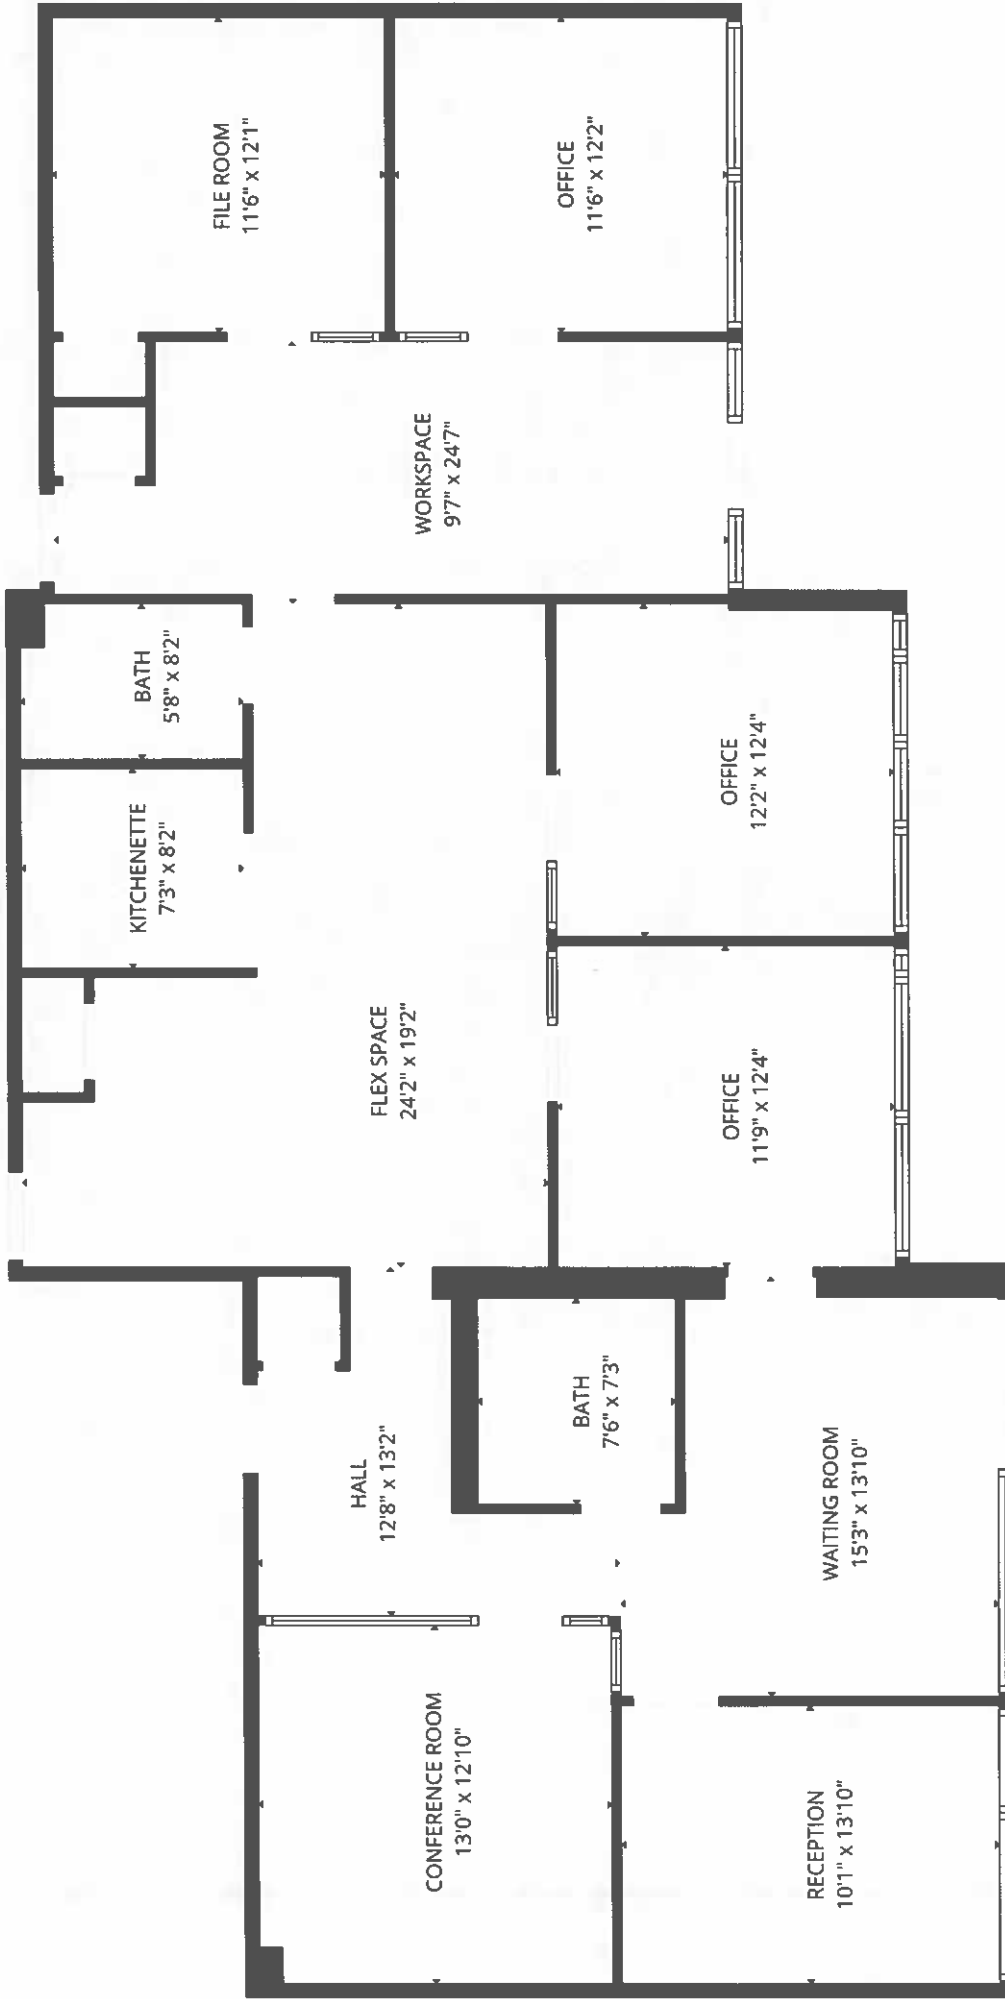 FILE ROOM
11'6" x 12'1"
OFFICE
11'6" x 12'2"
WORKSPACE
9'7" x 24'7"
BATH
5'8" x 8'2"
KITCHENETTE
7'3" x 8'2"
OFFICE
12'2" x 12'4"
FLEX SPACE
24'2" x 19'2"
OFFICE
11'9" x 12'4"
HALL
12'8" x 13'2"
BATH
7'6" x 7'3"
WAITING ROOM
15'3" x 13'10"
CONFERENCE ROOM
13'0" x 12'10"
RECEPTION
10'1" x 13'10"